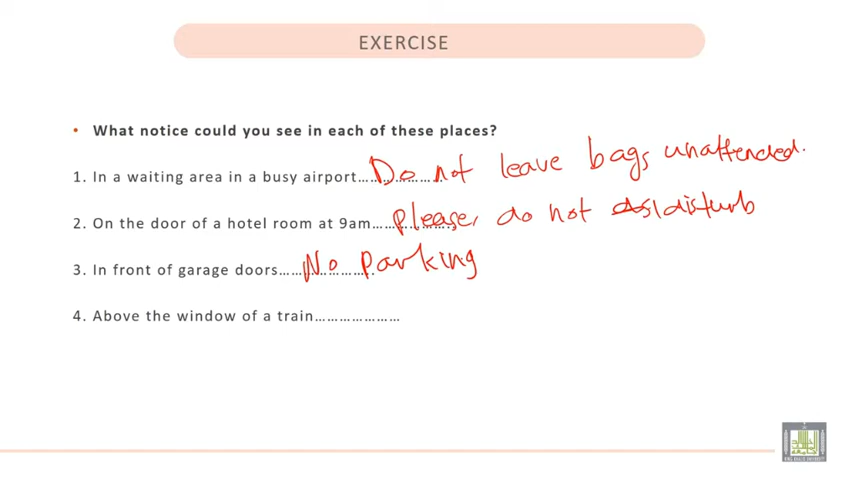 EXERCISE
• What notice could you see in each of these places?
1. In a waiting area in a busy airport..................... Do not leave bags unattended.
2. On the door of a hotel room at 9am..................... please, do not disturb
3. In front of garage doors..................... No parking
4. Above the window of a train.....................